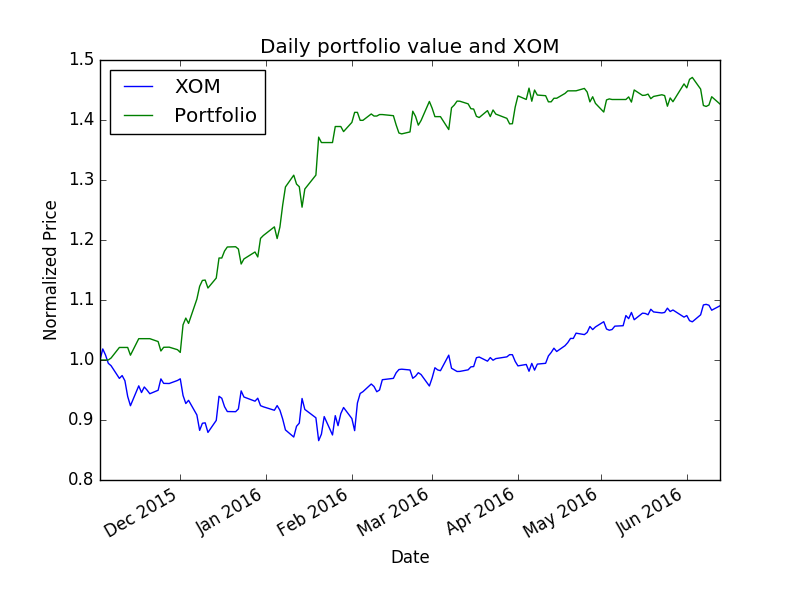 Daily portfolio value and XOM
1.5
1.4
1.3
1.2
1.1
1.0
0.9
0.8
XOM
Portfolio
Normalized Price
Dec 2015
Jan 2016
Feb 2016
Mar 2016
Apr 2016
May 2016
Jun 2016
Date